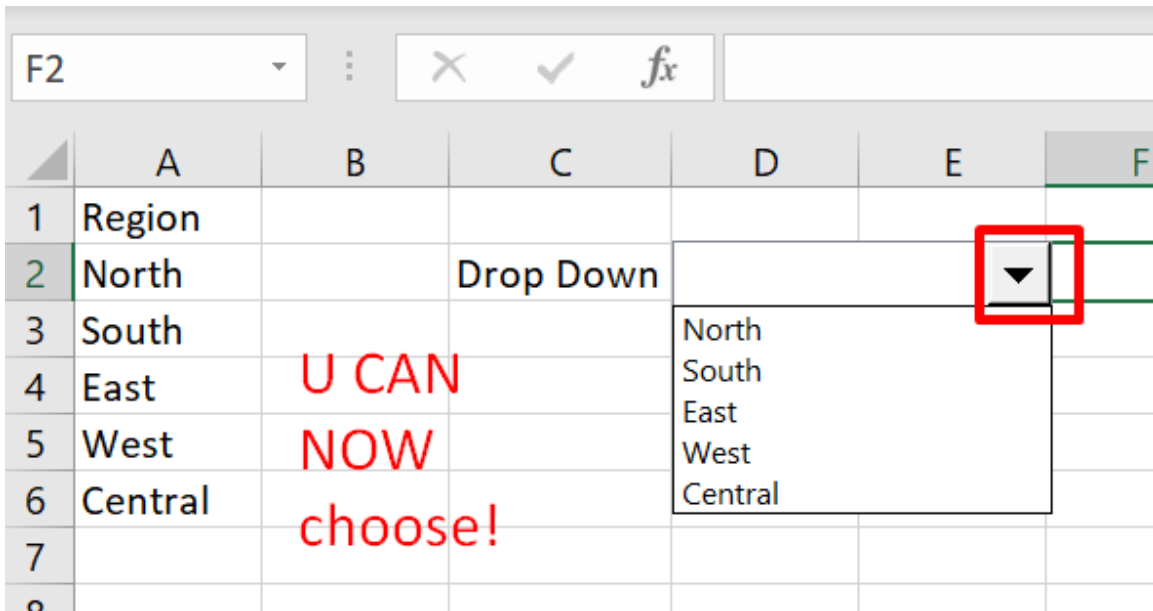 F2 fx
A B C D E F
1 Region
2 North Drop Down
3 South North
4 East South
5 West East
6 Central West
7 Central
8
U CAN
NOW
choose!